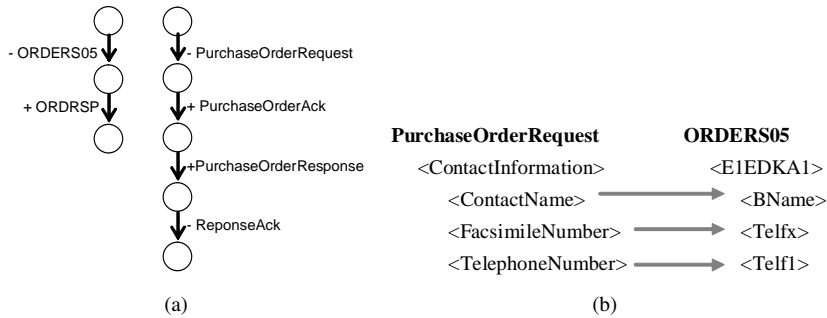 - ORDERS05
+ ORDRSP
- PurchaseOrderRequest
+ PurchaseOrderAck
+PurchaseOrderResponse
- ReponseAck
(a)
PurchaseOrderRequest ORDERS05
<ContactInformation> <E1EDKA1>
<ContactName> <BName>
<FacsimileNumber> <Telfx>
<TelephoneNumber> <Telf1>
(b)